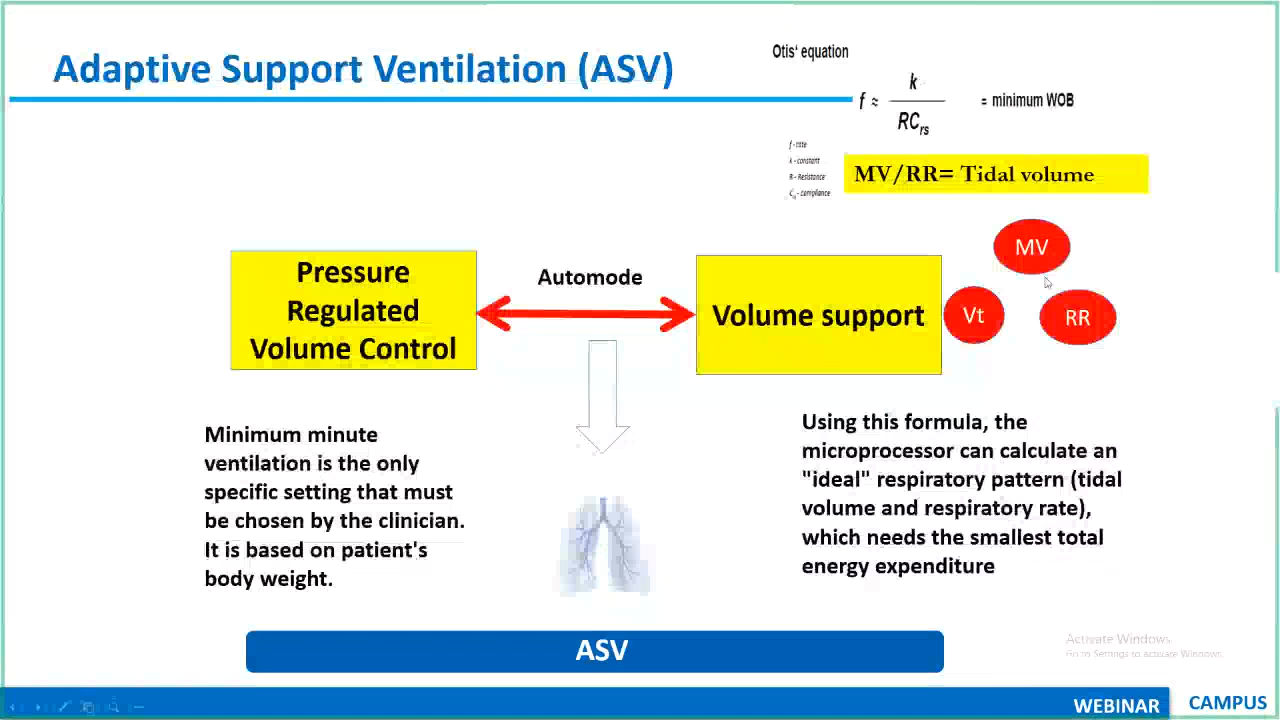 Adaptive Support Ventilation (ASV)
Otis' equation
f ≈ k / RCrs = minimum WOB
f - rate
k - constant
R - Resistance
Crs - compliance
MV/RR= Tidal volume
Pressure
Regulated
Volume Control
Automode
Volume support
MV
Vt
RR
Minimum minute
ventilation is the only
specific setting that must
be chosen by the clinician.
It is based on patient's
body weight.
Using this formula, the
microprocessor can calculate an
"ideal" respiratory pattern (tidal
volume and respiratory rate),
which needs the smallest total
energy expenditure
ASV
Activate Windows
Go to Settings to activate Windows.
WEBINAR CAMPUS